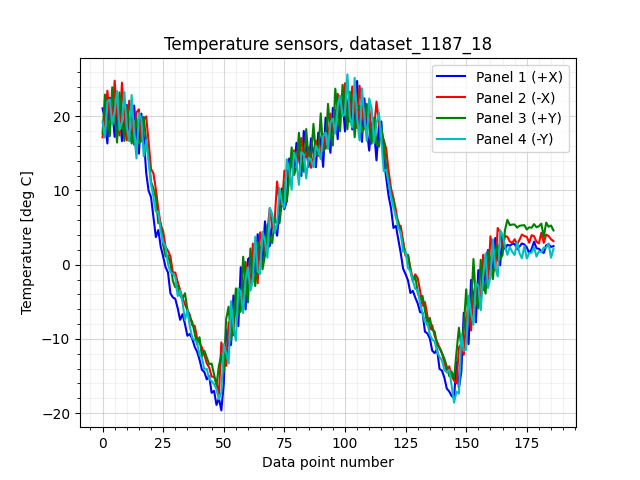 Temperature sensors, dataset_1187_18
Panel 1 (+X)
Panel 2 (-X)
Panel 3 (+Y)
Panel 4 (-Y)
Temperature [deg C]
20
10
0
−10
−20
0 25 50 75 100 125 150 175
Data point number